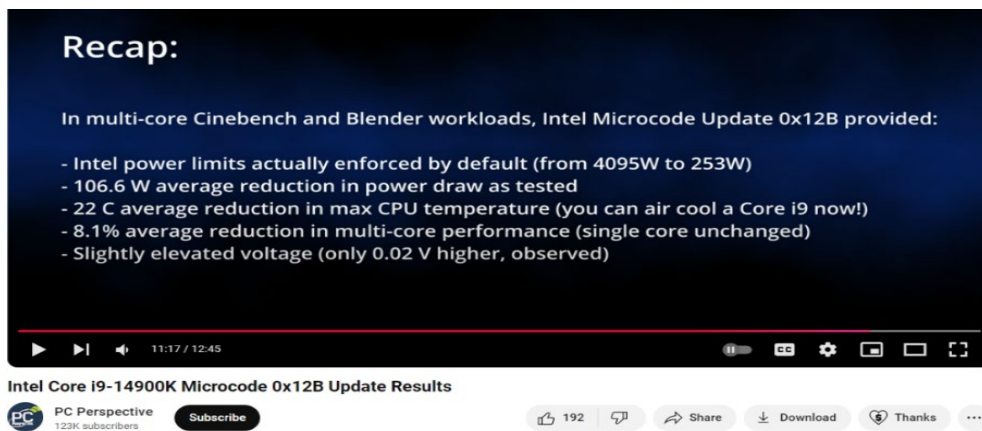 Recap:
In multi-core Cinebench and Blender workloads, Intel Microcode Update 0x12B provided:
- Intel power limits actually enforced by default (from 4095W to 253W)
- 106.6 W average reduction in power draw as tested
- 22 C average reduction in max CPU temperature (you can air cool a Core i9 now!)
- 8.1% average reduction in multi-core performance (single core unchanged)
- Slightly elevated voltage (only 0.02 V higher, observed)
11:17 / 12:45
CC
Intel Core i9-14900K Microcode 0x12B Update Results
PC
PC Perspective
123K subscribers
Subscribe
192
Share
Download
Thanks